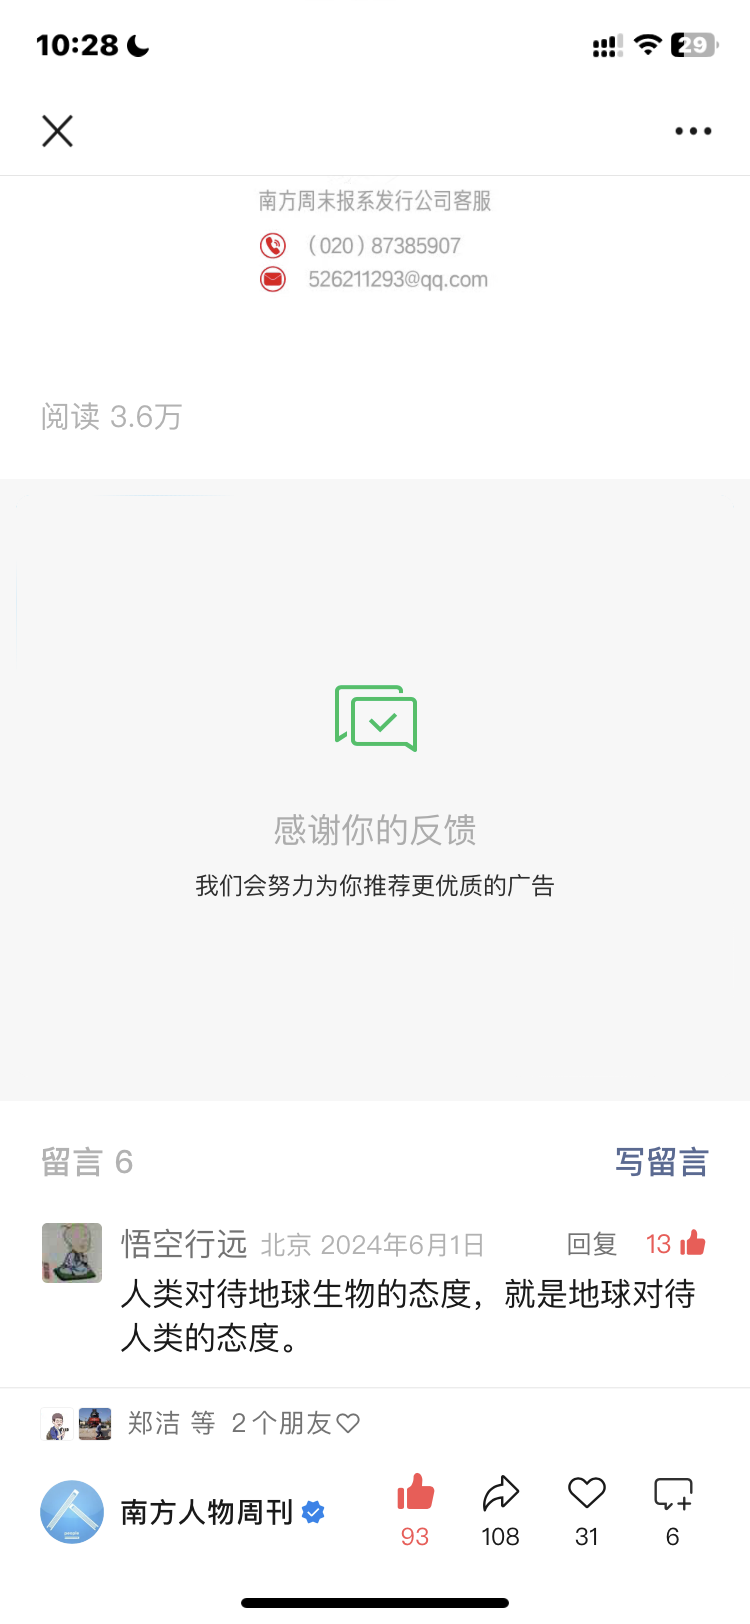 10:28
29
南方周末报系发行公司客服
（020）87385907
526211293@qq.com
阅读 3.6万
感谢你的反馈
我们会努力为你推荐更优质的广告
留言 6
写留言
悟空行远 北京 2024年6月1日 回复 13
人类对待地球生物的态度，就是地球对待
人类的态度。
郑洁 等 2个朋友♡
南方人物周刊
93 108 31 6